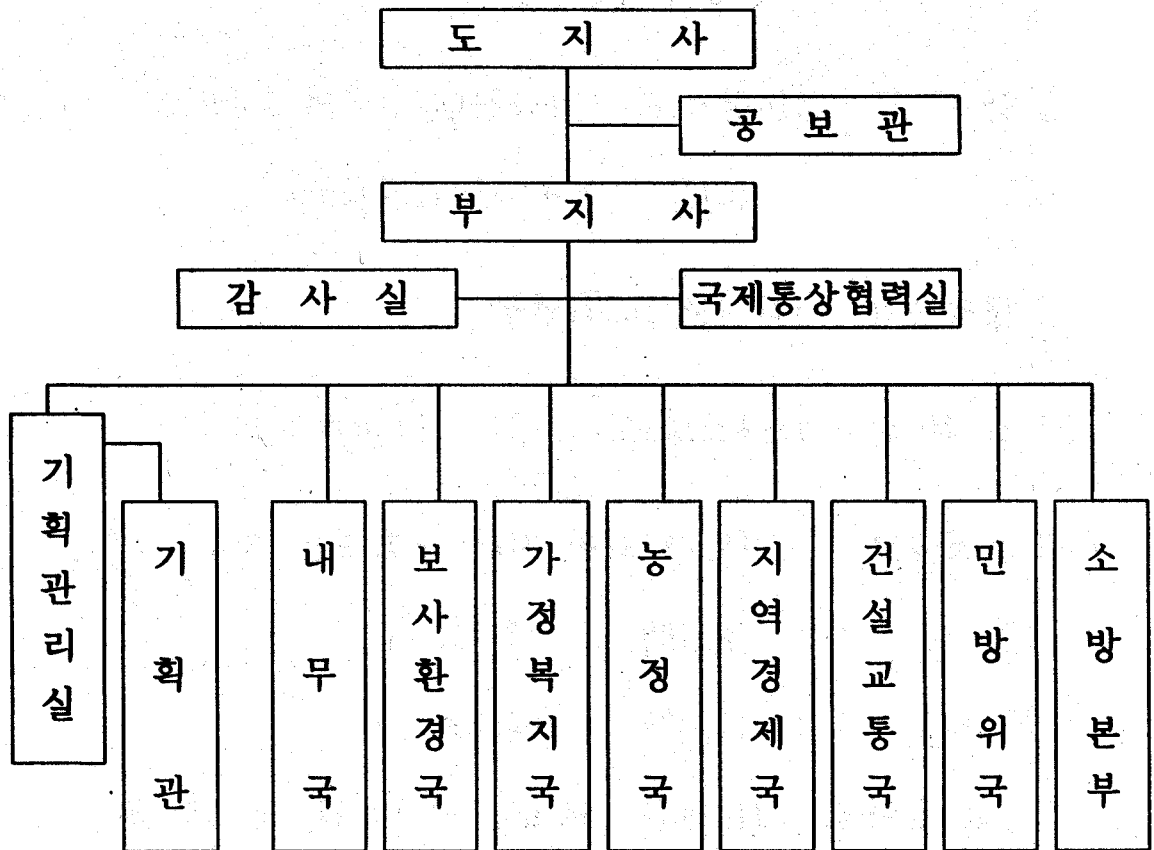 도 지 사
공 보 관
부 지 사
감 사 실
국제통상협력실
기획관리실
기획관
내무국
보사환경국
가정복지국
농정국
지역경제국
건설교통국
민방위국
소방본부